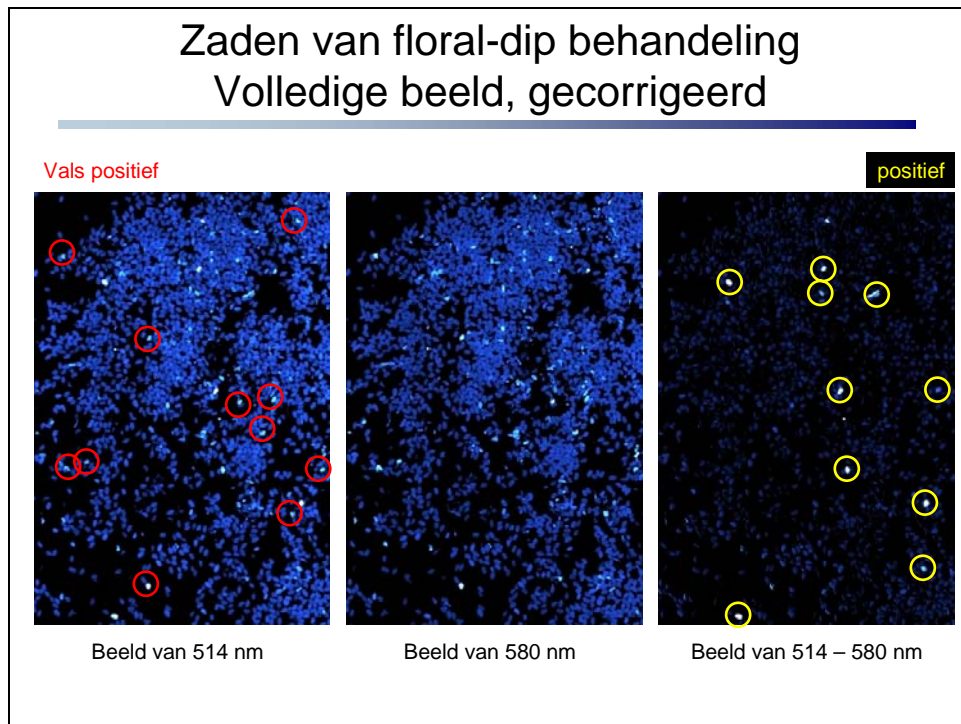 Zaden van floral-dip behandeling
Volledige beeld, gecorrigeerd
Vals positief
positief
Beeld van 514 nm
Beeld van 580 nm
Beeld van 514 – 580 nm